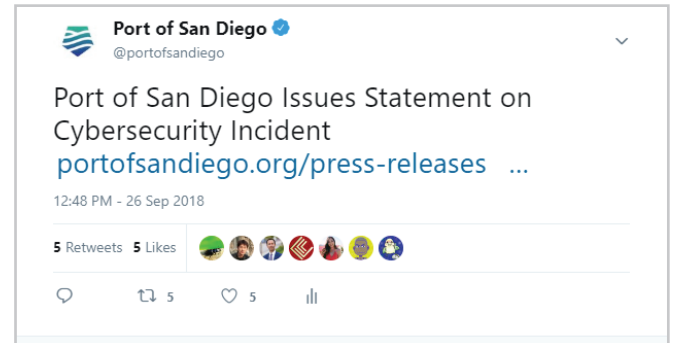 Port of San Diego
@portofsandiego
Port of San Diego Issues Statement on
Cybersecurity Incident
portofsandiego.org/press-releases ...
12:48 PM - 26 Sep 2018
5 Retweets 5 Likes
5 5